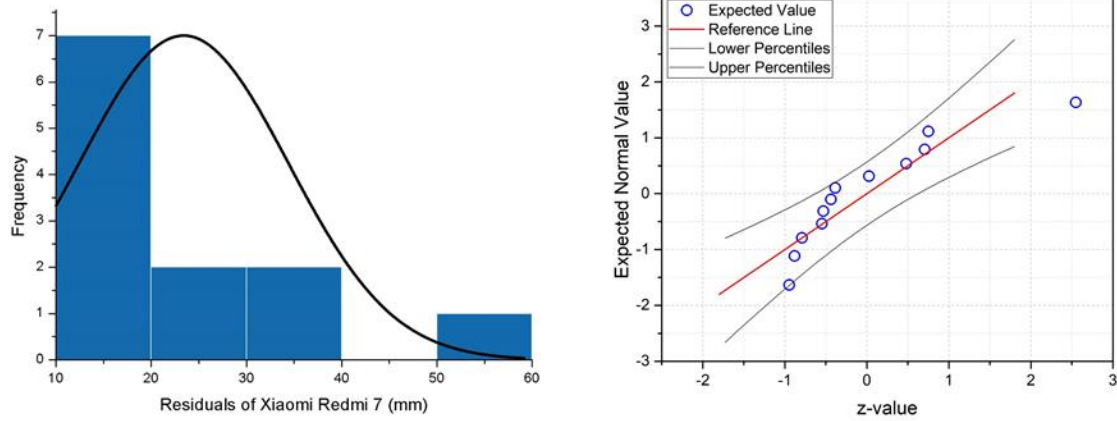 Frequency
7
6
5
4
3
2
1
0
10 20 30 40 50 60
Residuals of Xiaomi Redmi 7 (mm)
Expected Value
Reference Line
Lower Percentiles
Upper Percentiles
Expected Normal Value
3
2
1
0
-1
-2
-3
-2 -1 0 1 2 3
z-value